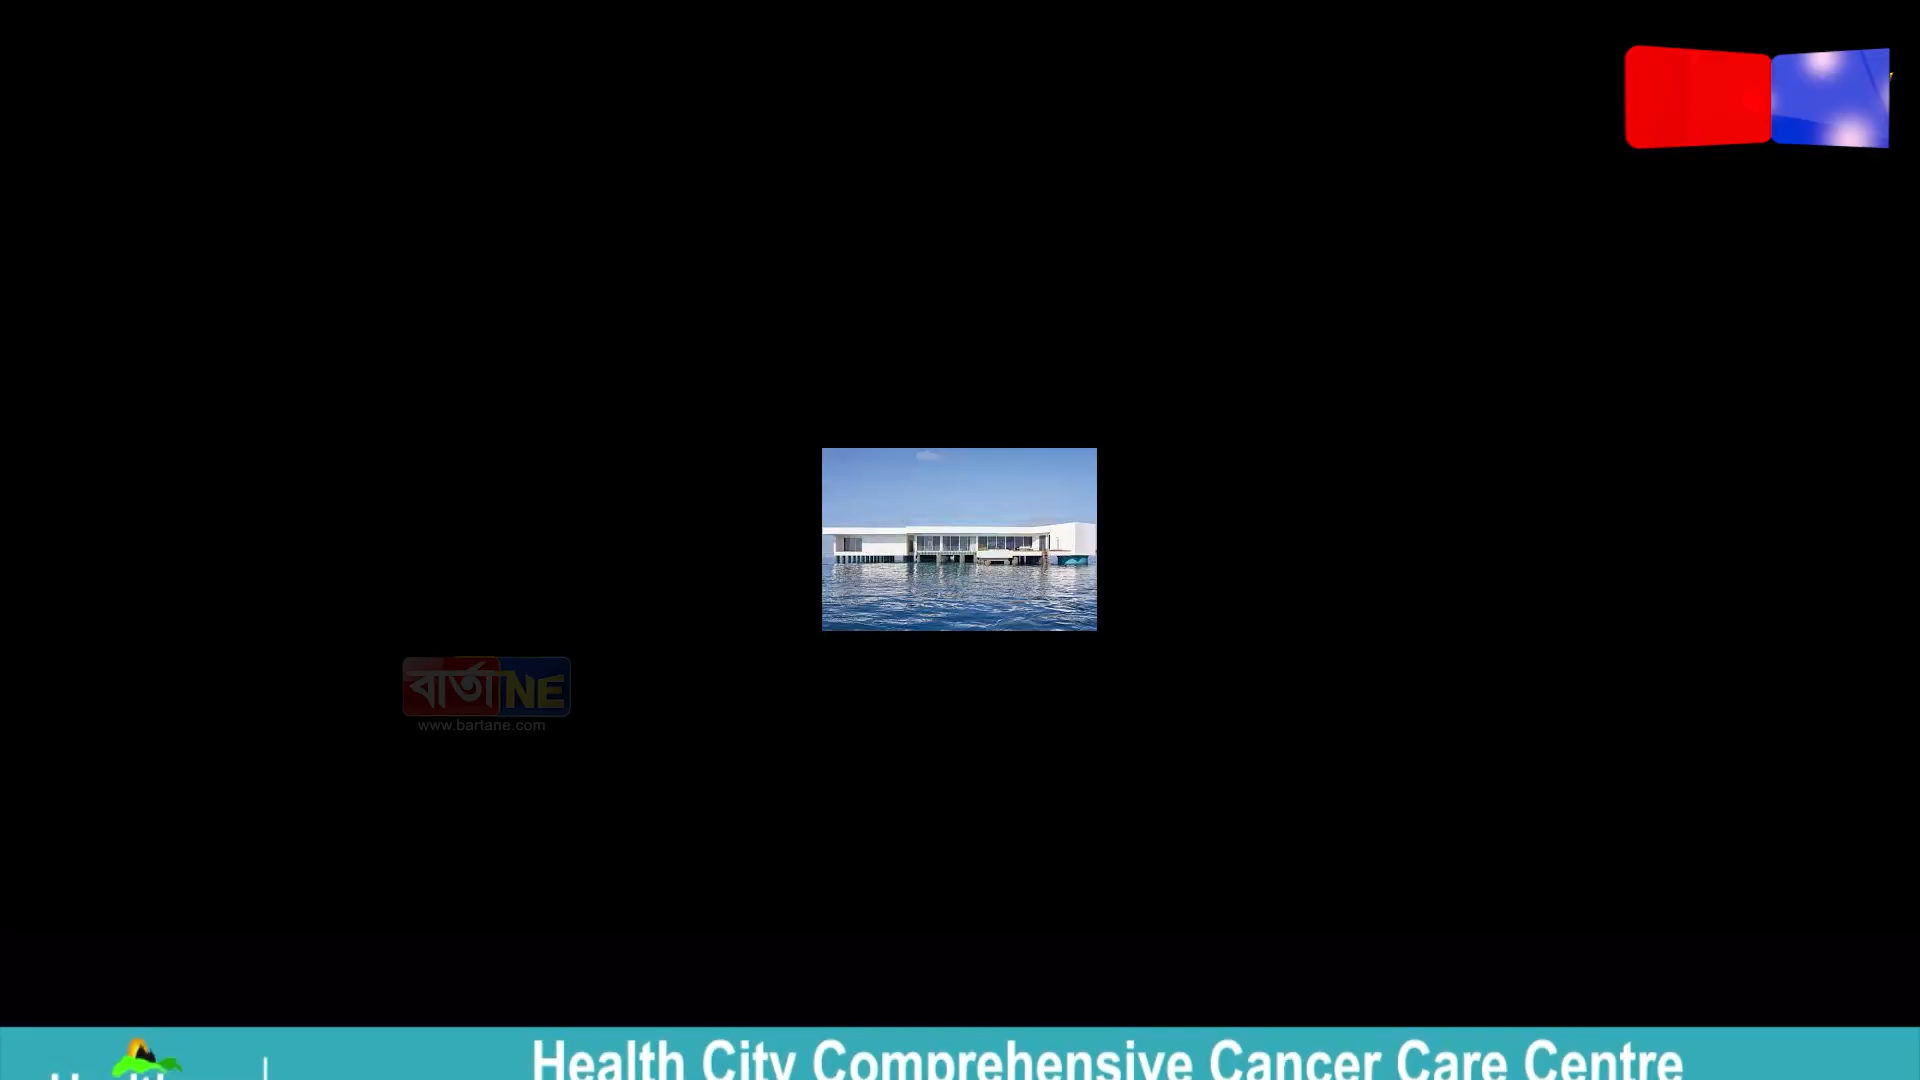 বার্তা NE
www.bartane.com
Health City Comprehensive Cancer Care Centre